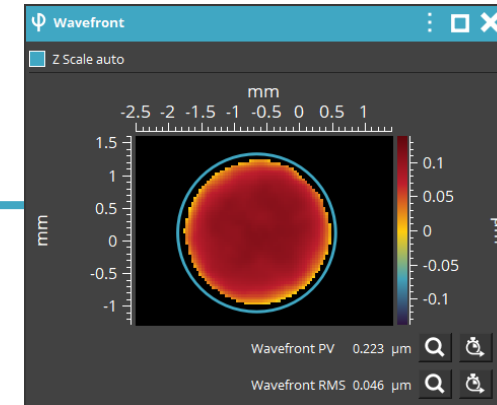 Ψ Wavefront
Z Scale auto
mm
-2.5 -2 -1.5 -1 -0.5 0 0.5 1
1.5
1
0.5
0
-0.5
-1
mm
0.1
0.05
0
-0.05
-0.1
Wavefront PV 0.223 µm
Wavefront RMS 0.046 µm